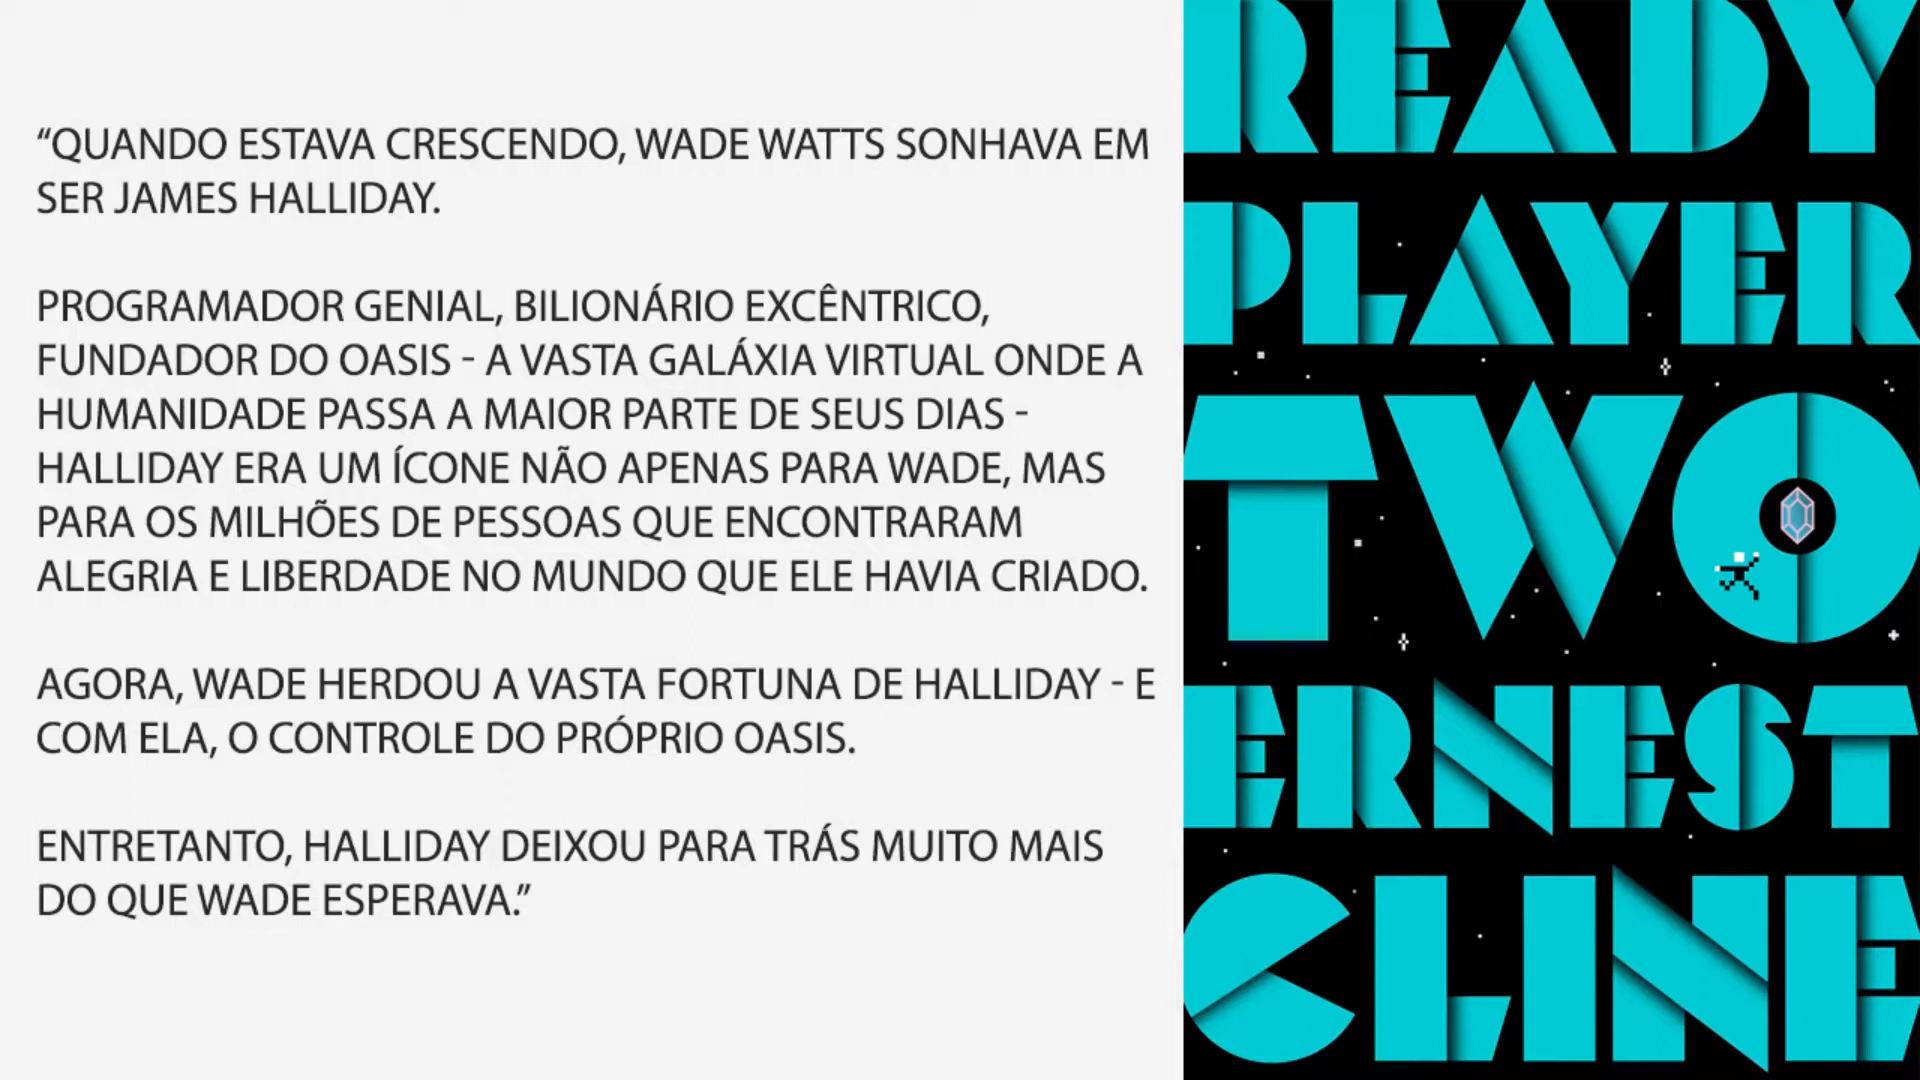 “QUANDO ESTAVA CRESCENDO, WADE WATTS SONHAVA EM
SER JAMES HALLIDAY.
PROGRAMADOR GENIAL, BILIONÁRIO EXCÊNTRICO,
FUNDADOR DO OASIS - A VASTA GALÁXIA VIRTUAL ONDE A
HUMANIDADE PASSA A MAIOR PARTE DE SEUS DIAS -
HALLIDAY ERA UM ÍCONE NÃO APENAS PARA WADE, MAS
PARA OS MILHÕES DE PESSOAS QUE ENCONTRARAM
ALEGRIA E LIBERDADE NO MUNDO QUE ELE HAVIA CRIADO.
AGORA, WADE HERDOU A VASTA FORTUNA DE HALLIDAY - E
COM ELA, O CONTROLE DO PRÓPRIO OASIS.
ENTRETANTO, HALLIDAY DEIXOU PARA TRÁS MUITO MAIS
DO QUE WADE ESPERAVA.”
READY
PLAYER
TWO
ERNEST
CLINE